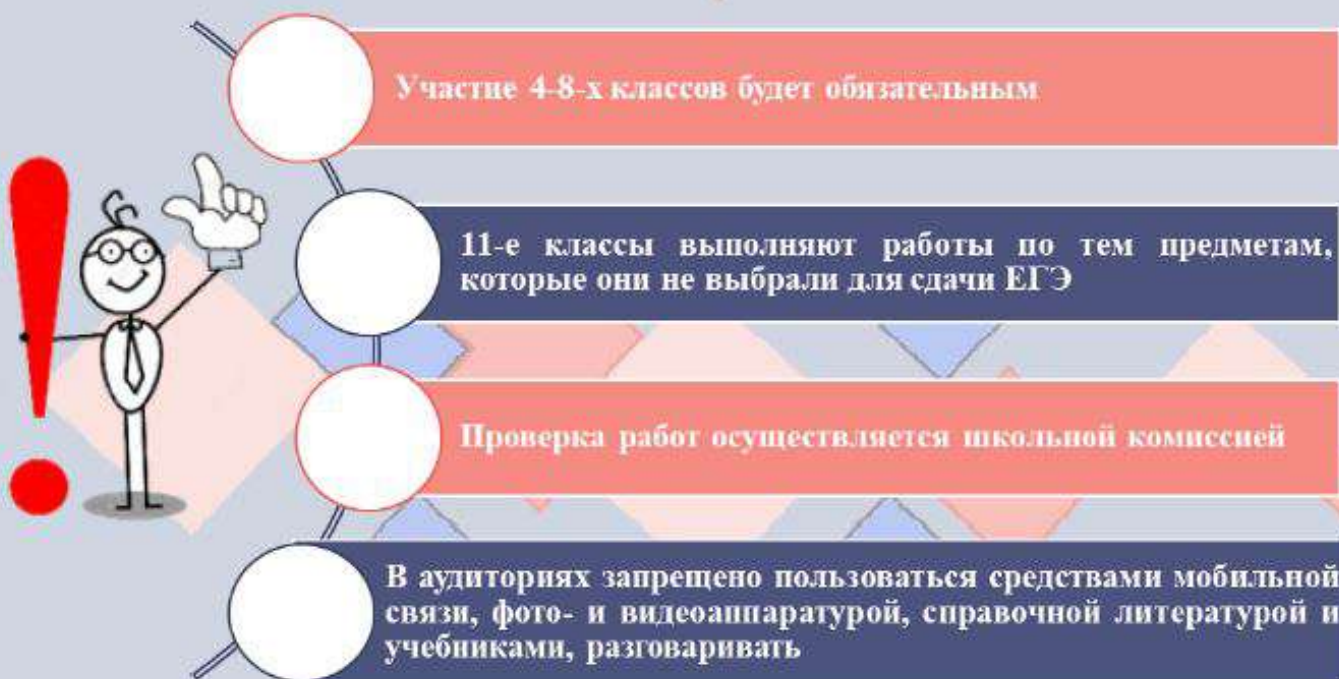 Участие 4-8-х классов будет обязательным
11-е классы выполняют работы по тем предметам,
которые они не выбрали для сдачи ЕГЭ
Проверка работ осуществляется школьной комиссией
В аудиториях запрещено пользоваться средствами мобильной
связи, фото- и видеоаппаратурой, справочной литературой и
учебниками, разговаривать